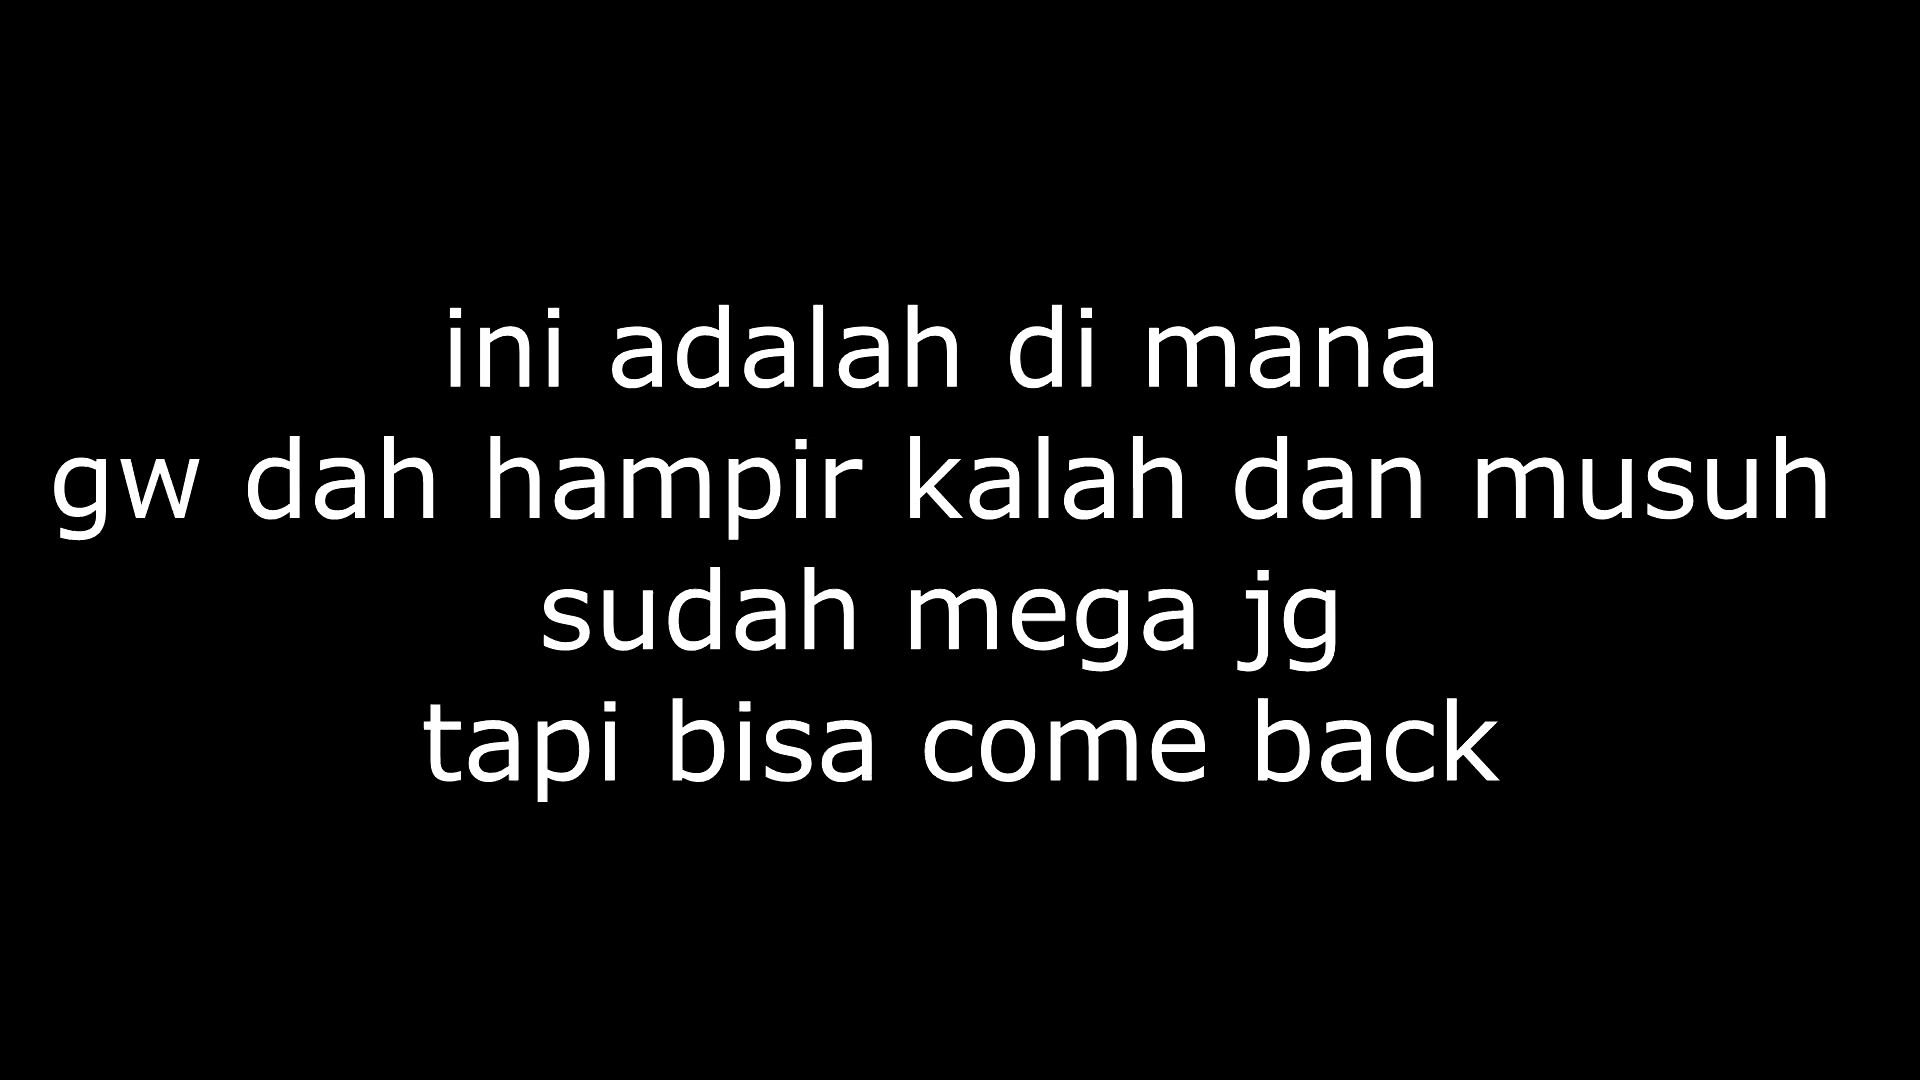 ini adalah di mana
gw dah hampir kalah dan musuh
sudah mega jg
tapi bisa come back